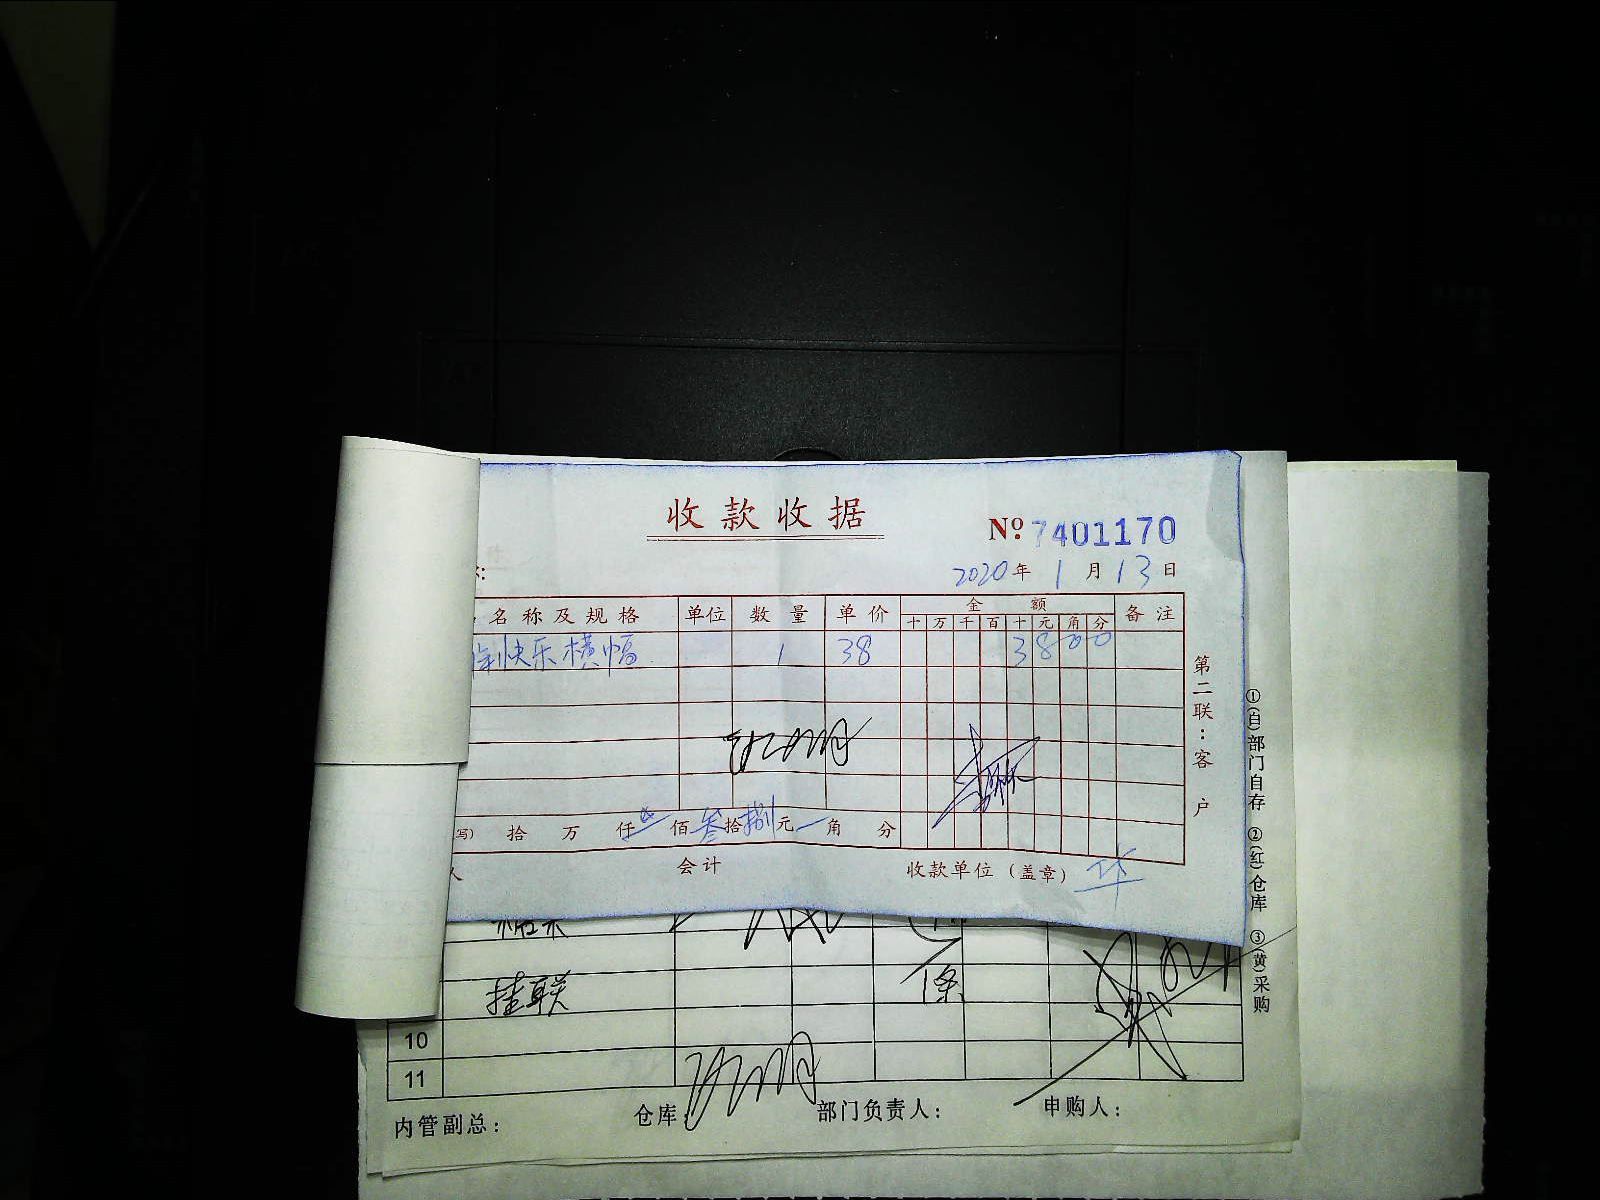 收款收据
No. 7401170
2020年1月13日
名称及规格 单位 数量 单价 金额 备注
十 万 千 百 十 元 角 分
快乐横幅 1 38 3800
第二联：客户
写) 拾 万 仟 佰 叁拾捌元 角 分
会计 收款单位（盖章）
挂联 1条
10
11
内管副总： 仓库： 部门负责人： 申购人：
①(白)部门自存 ②(红)仓库 ③(黄)采购